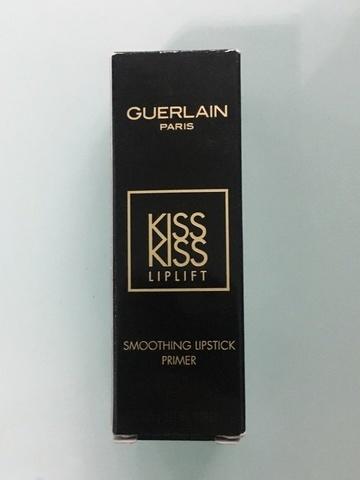 GUERLAIN
PARIS
KISS
KISS
LIPLIFT
SMOOTHING LIPSTICK
PRIMER